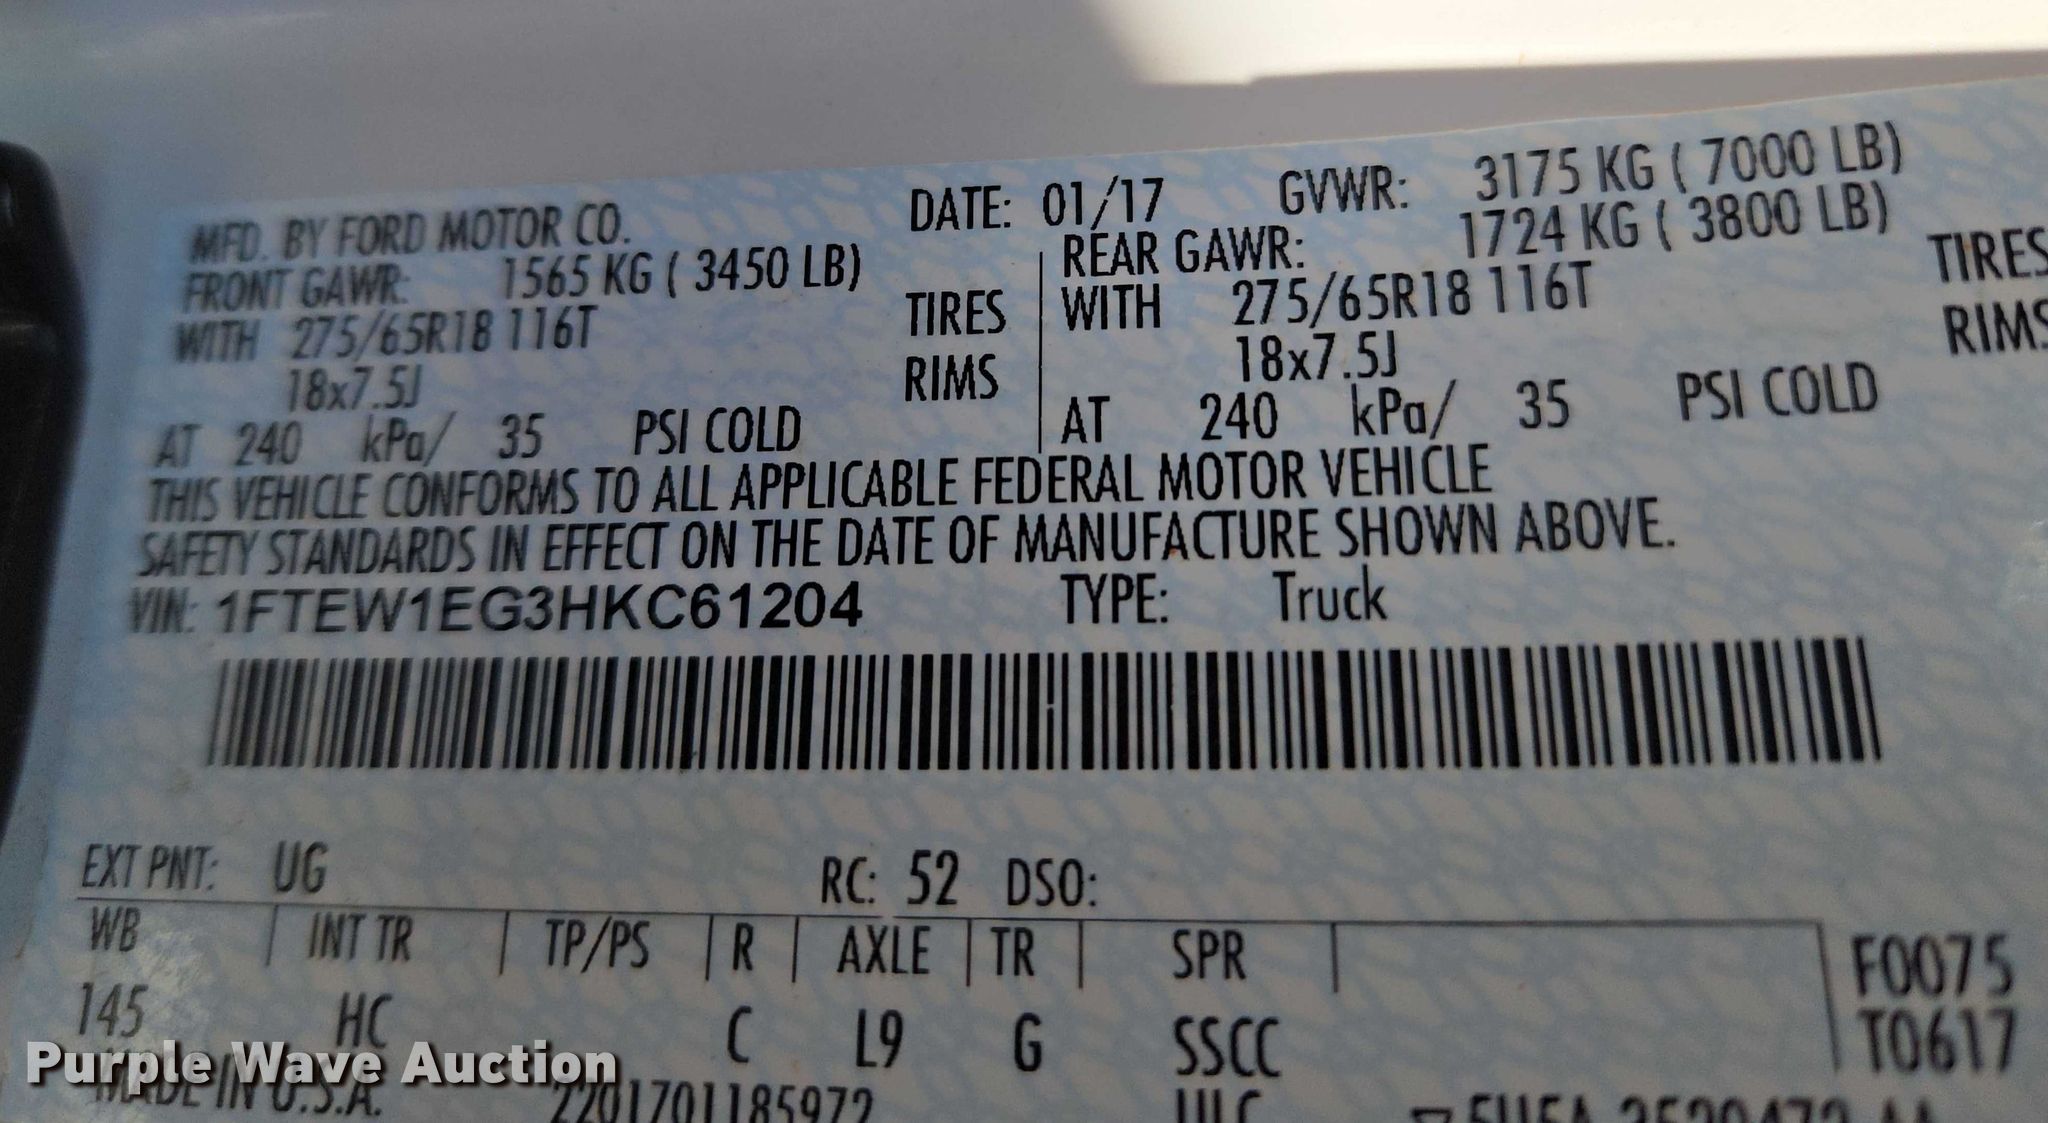 MFD. BY FORD MOTOR CO. DATE: 01/17 GVWR: 3175 KG ( 7000 LB)
FRONT GAWR: 1565 KG ( 3450 LB) REAR GAWR: 1724 KG ( 3800 LB)
WITH 275/65R18 116T TIRES WITH 275/65R18 116T TIRES
18x7.5J RIMS 18x7.5J RIMS
AT 240 kPa/ 35 PSI COLD AT 240 kPa/ 35 PSI COLD
THIS VEHICLE CONFORMS TO ALL APPLICABLE FEDERAL MOTOR VEHICLE
SAFETY STANDARDS IN EFFECT ON THE DATE OF MANUFACTURE SHOWN ABOVE.
VIN: 1FTEW1EG3HKC61204 TYPE: Truck
EXT PNT: UG RC: 52 DSO:
WB INT TR TP/PS R AXLE TR SPR F0075
145 HC C L9 G SSCC T0617
Purple Wave Auction
MADE IN U.S.A. 2201701185972